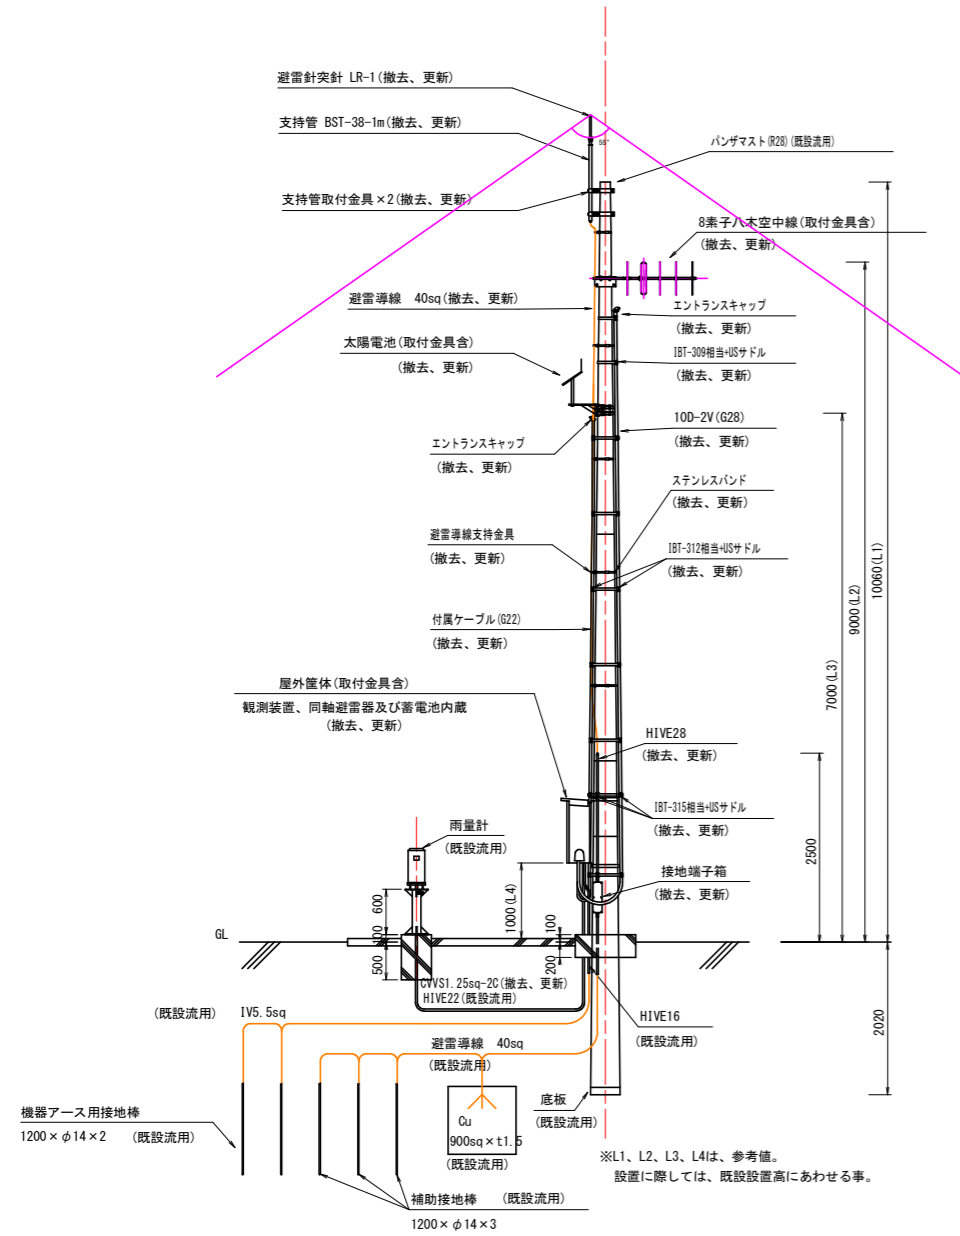 避雷針突針 LR-1(撤去、更新)
支持管 BST-38-1m(撤去、更新)
55°
パンザマスト(R28)(既設流用)
支持管取付金具×2(撤去、更新)
8素子八木空中線(取付金具含)
(撤去、更新)
避雷導線 40sq(撤去、更新)
エントランスキャップ
(撤去、更新)
太陽電池(取付金具含)
(撤去、更新)
IBT-309相当+USサドル
(撤去、更新)
10D-2V(G28)
(撤去、更新)
エントランスキャップ
(撤去、更新)
ステンレスバンド
(撤去、更新)
避雷導線支持金具
(撤去、更新)
IBT-312相当+USサドル
(撤去、更新)
10060(L1)
9000(L2)
7000(L3)
付属ケーブル(G22)
(撤去、更新)
屋外筐体(取付金具含)
観測装置、同軸避雷器及び蓄電池内蔵
(撤去、更新)
HIVE28
(撤去、更新)
IBT-315相当+USサドル
(撤去、更新)
2500
雨量計
(既設流用)
接地端子箱
(撤去、更新)
600
1000(L4)
100
100
GL
500
200
CVVS1.25sq-2C(撤去、更新)
HIVE22(既設流用)
(既設流用) IV5.5sq
HIVE16
(既設流用)
2020
避雷導線 40sq
(既設流用)
機器アース用接地棒
1200×φ14×2 (既設流用)
Cu
900sq×t1.5
(既設流用)
底板
(既設流用)
※L1、L2、L3、L4は、参考値。
設置に際しては、既設設置高にあわせる事。
補助接地棒 (既設流用)
1200×φ14×3